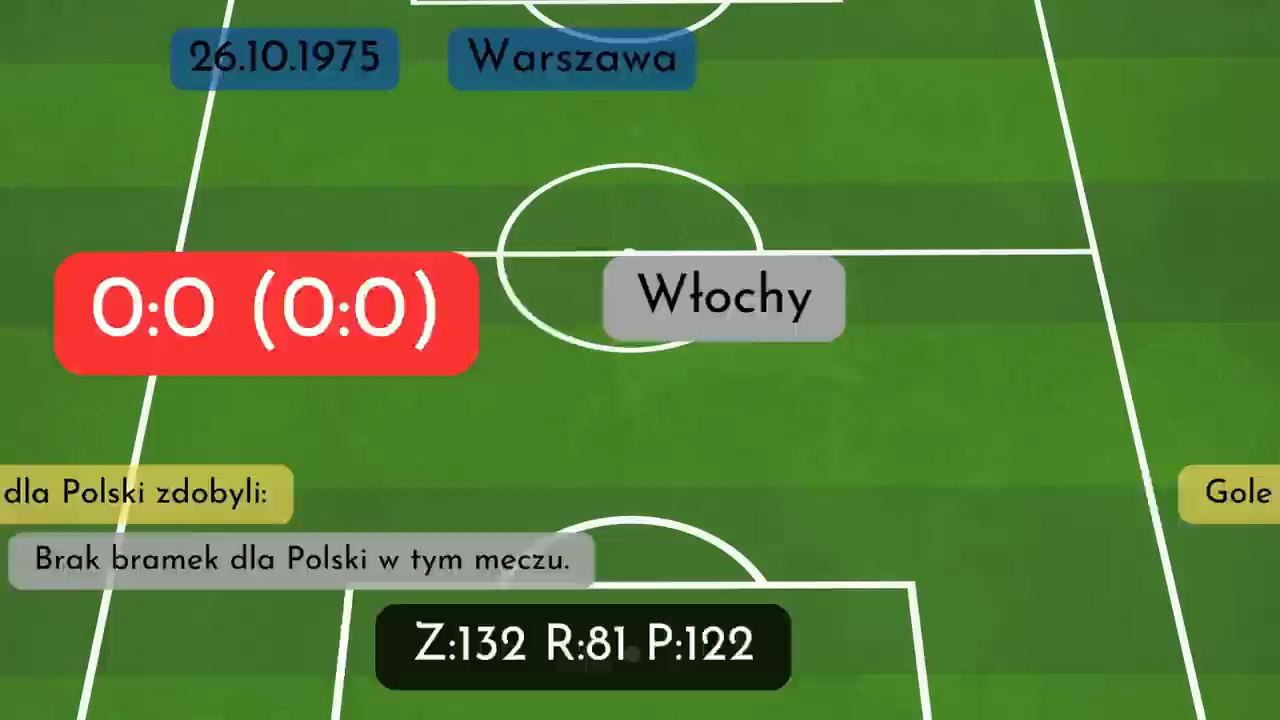 26.10.1975 Warszawa
0:0 (0:0) Włochy
dla Polski zdobyli: Gole
Brak bramek dla Polski w tym meczu.
Z:132 R:81 P:122